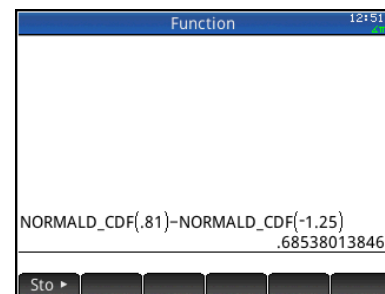 Function 12:51
NORMALD_CDF(.81)−NORMALD_CDF(-1.25)
.68538013846
Sto ►